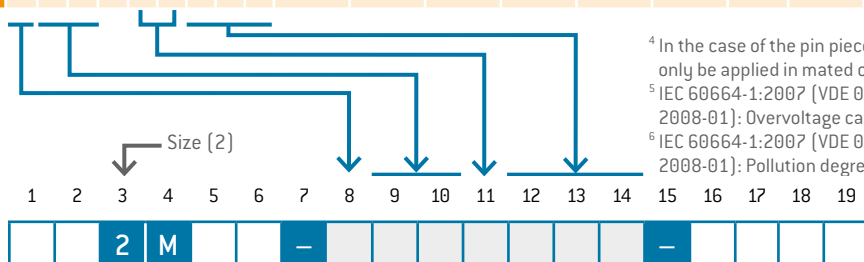 ⁴ In the case of the pin piec
only be applied in mated c
⁵ IEC 60664-1:2007 (VDE 0
2008-01): Overvoltage ca
⁶ IEC 60664-1:2007 (VDE 0
2008-01): Pollution degre
Size (2)
1 2 3 4 5 6 7 8 9 10 11 12 13 14 15 16 17 18 19
2 M – –